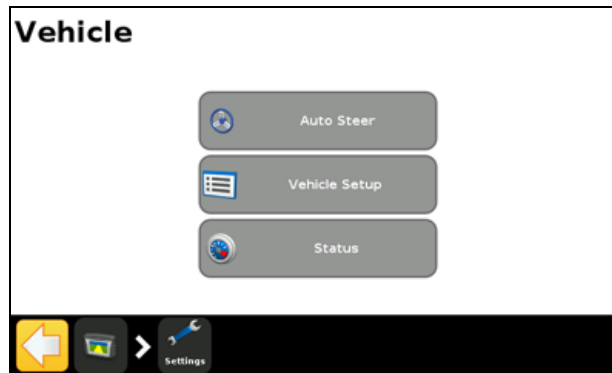 Vehicle
Auto Steer
Vehicle Setup
Status
Settings